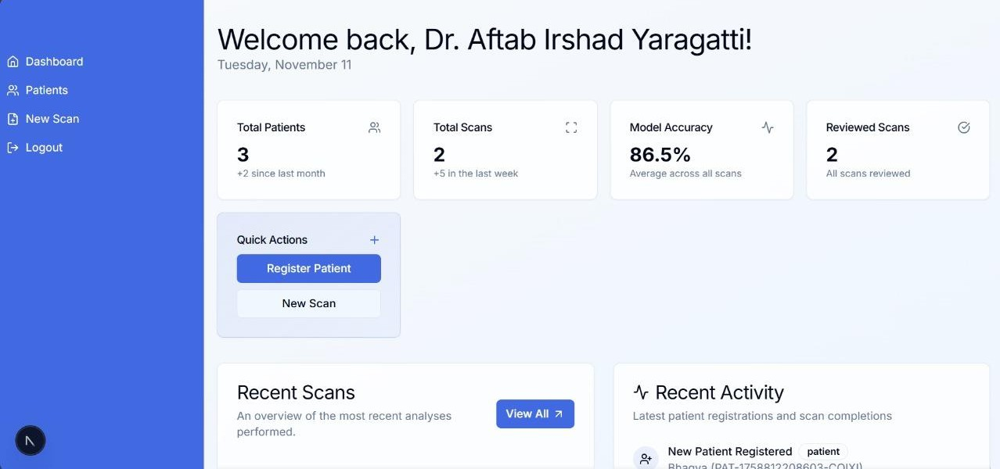 Dashboard
Patients
New Scan
Logout
Welcome back, Dr. Aftab Irshad Yaragatti!
Tuesday, November 11
Total Patients
3
+2 since last month
Total Scans
2
+5 in the last week
Model Accuracy
86.5%
Average across all scans
Reviewed Scans
2
All scans reviewed
Quick Actions
Register Patient
New Scan
Recent Scans
An overview of the most recent analyses
performed.
View All
Recent Activity
Latest patient registrations and scan completions
New Patient Registered patient
Bhagya